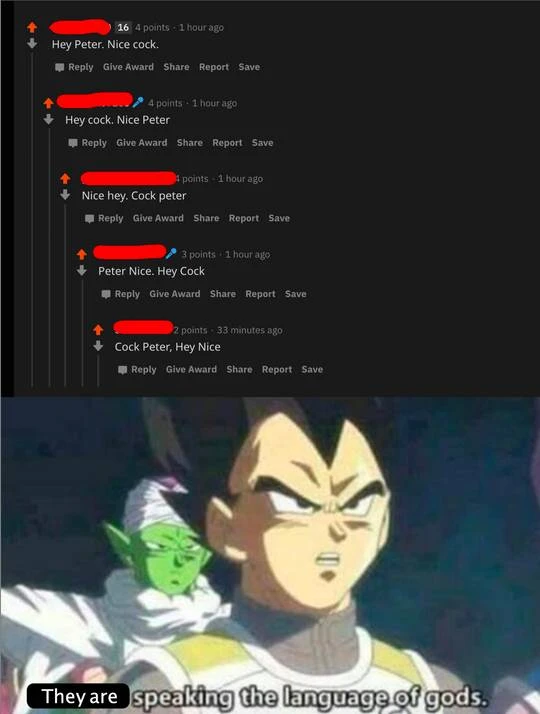 16 4 points · 1 hour ago
Hey Peter. Nice cock.
Reply Give Award Share Report Save
4 points · 1 hour ago
Hey cock. Nice Peter
Reply Give Award Share Report Save
4 points · 1 hour ago
Nice hey. Cock peter
Reply Give Award Share Report Save
3 points · 1 hour ago
Peter Nice. Hey Cock
Reply Give Award Share Report Save
2 points · 33 minutes ago
Cock Peter, Hey Nice
Reply Give Award Share Report Save
They are speaking the language of gods.